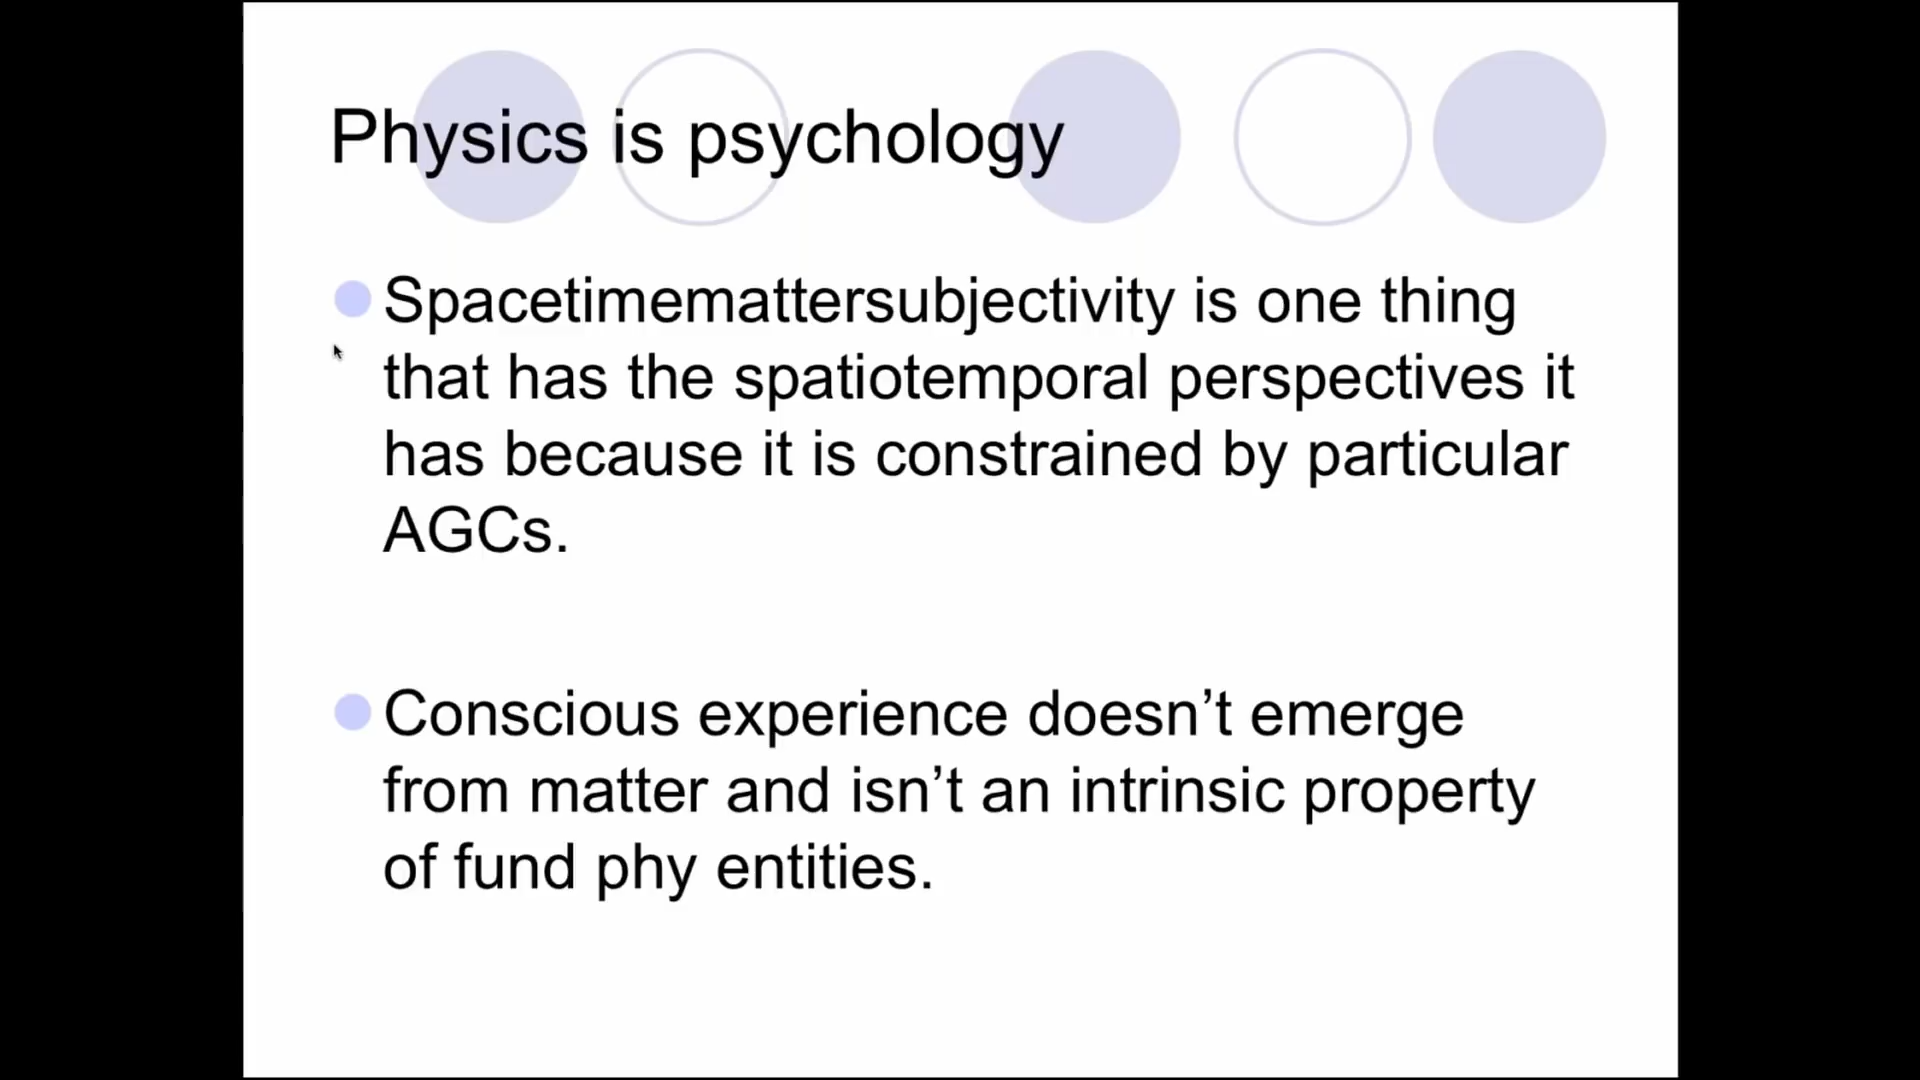 Physics is psychology
Spacetimemattersubjectivity is one thing
that has the spatiotemporal perspectives it
has because it is constrained by particular
AGCs.
Conscious experience doesn’t emerge
from matter and isn’t an intrinsic property
of fund phy entities.